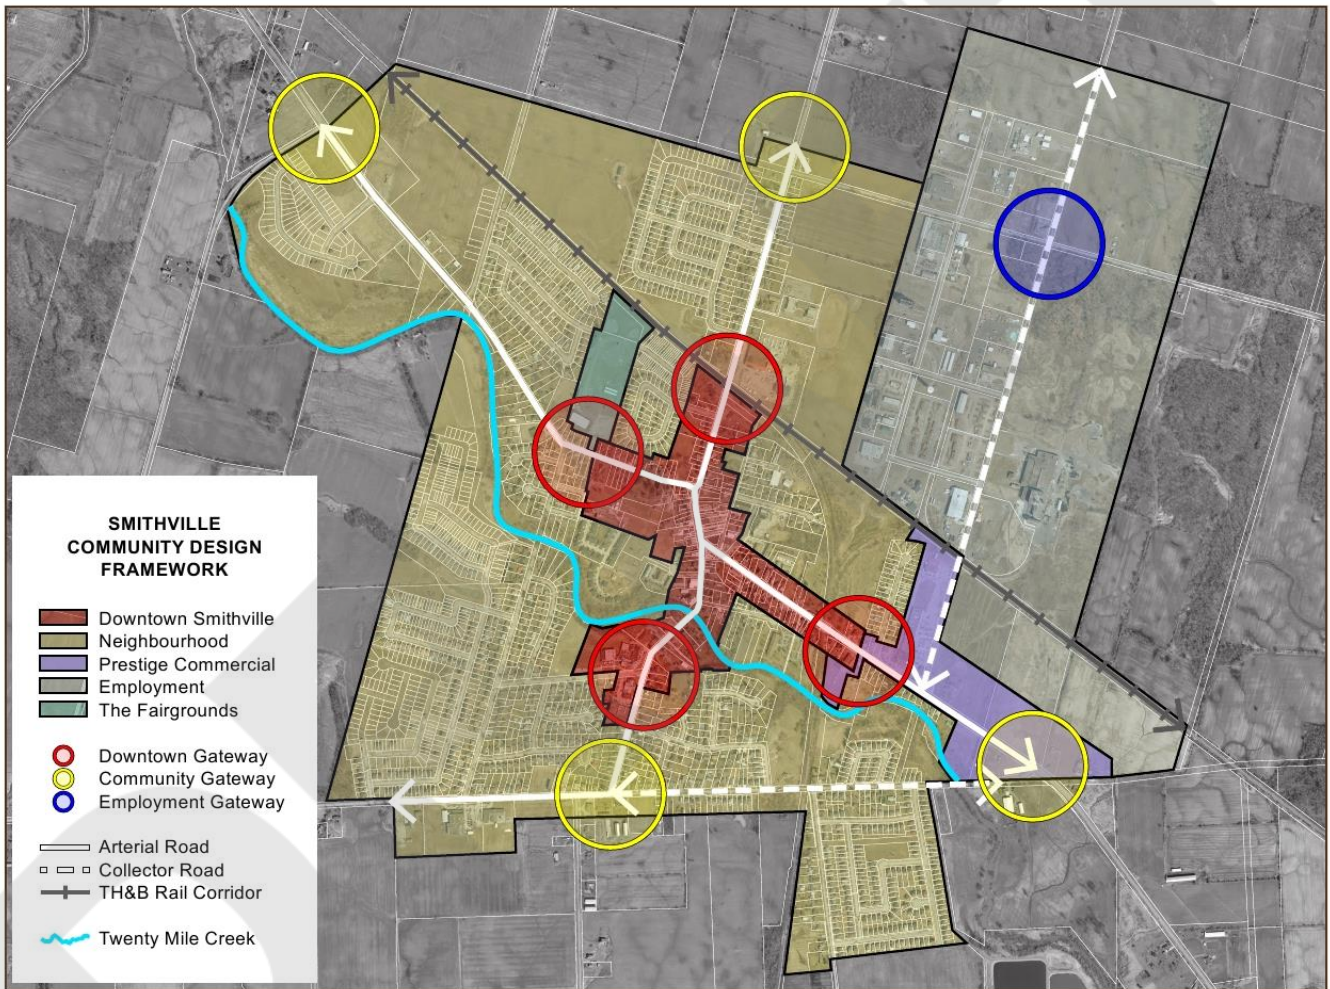 SMITHVILLE
COMMUNITY DESIGN
FRAMEWORK
Downtown Smithville
Neighbourhood
Prestige Commercial
Employment
The Fairgrounds
Downtown Gateway
Community Gateway
Employment Gateway
Arterial Road
Collector Road
TH&B Rail Corridor
Twenty Mile Creek